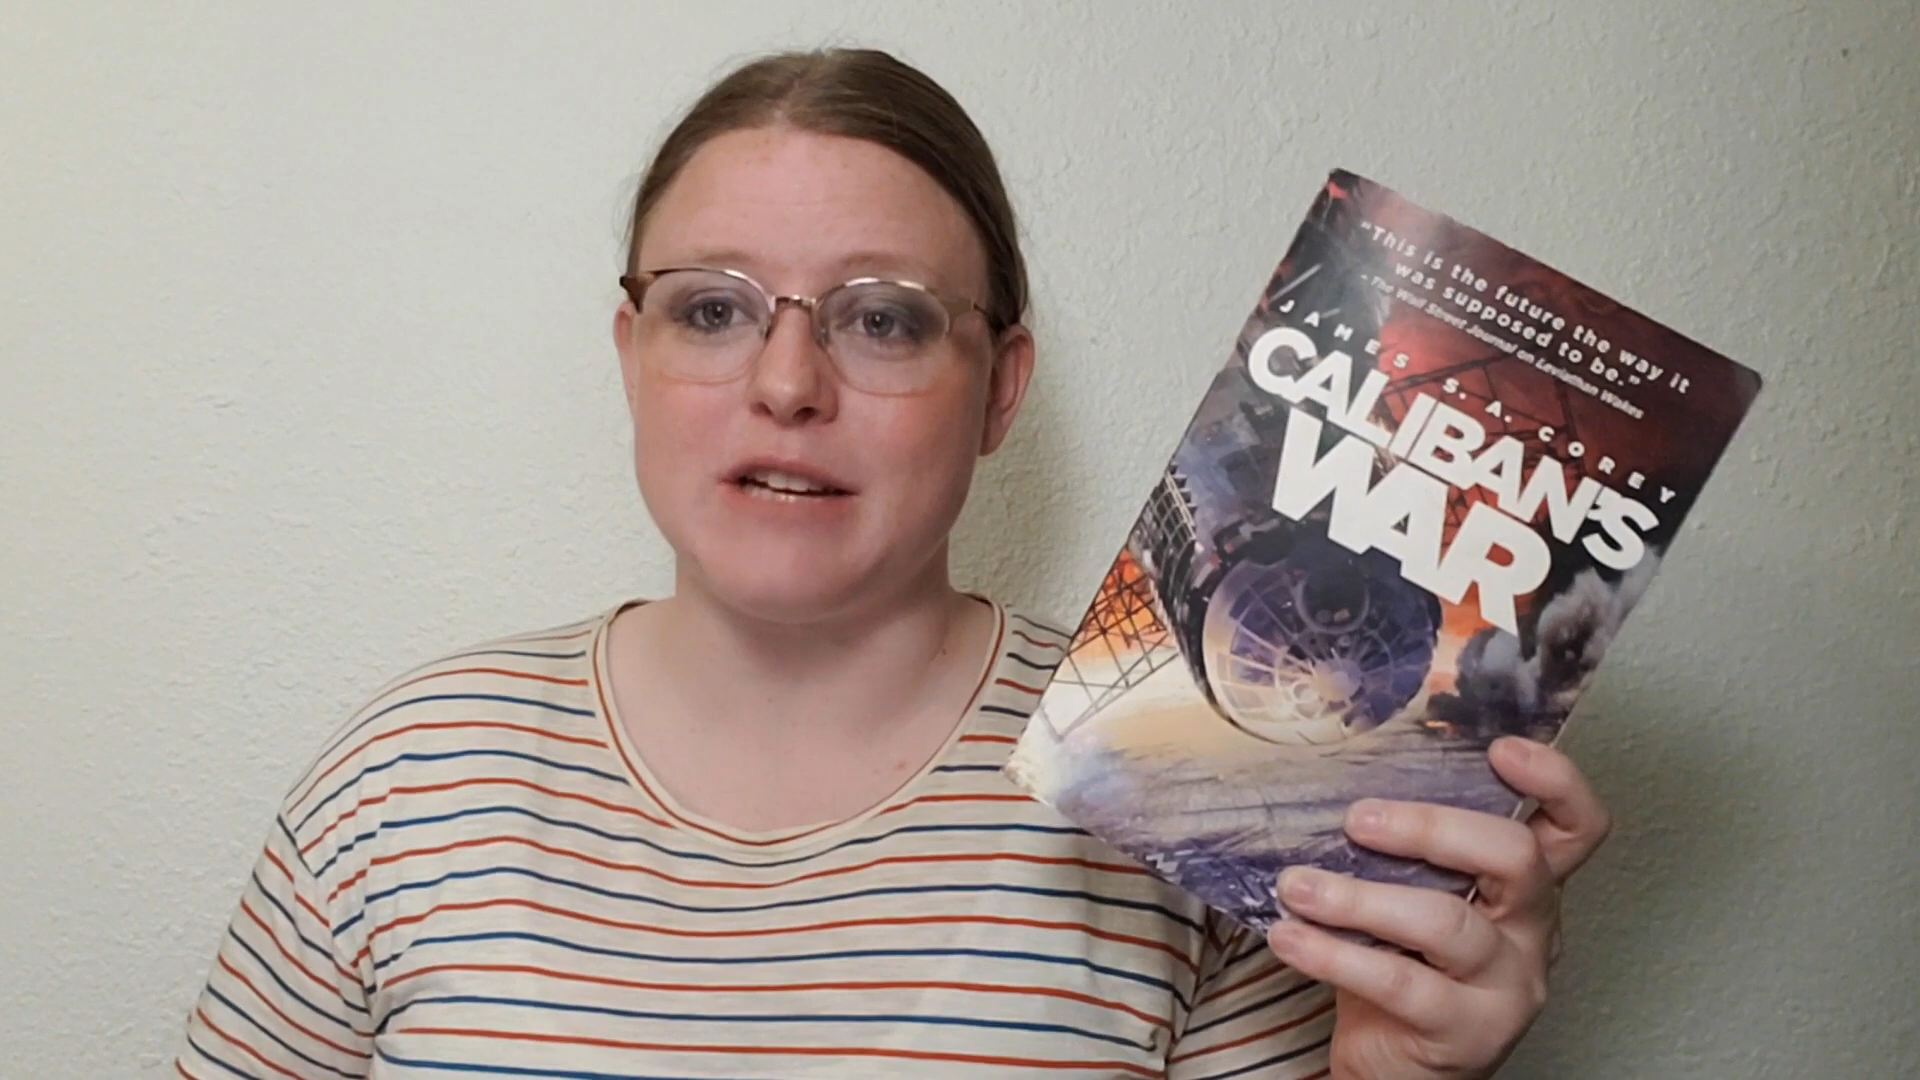 "This is the future the way it
was supposed to be."
- The Wall Street Journal on Leviathan Wakes
JAMES S. A. COREY
CALIBAN'S
WAR